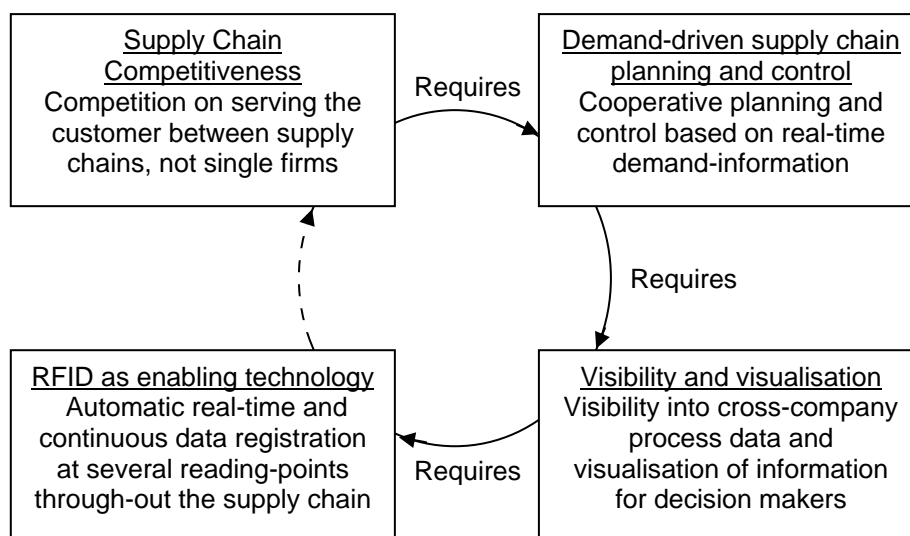 Supply Chain
Competitiveness
Competition on serving the
customer between supply
chains, not single firms
Requires
Demand-driven supply chain
planning and control
Cooperative planning and
control based on real-time
demand-information
Requires
RFID as enabling technology
Automatic real-time and
continuous data registration
at several reading-points
through-out the supply chain
Requires
Visibility and visualisation
Visibility into cross-company
process data and
visualisation of information
for decision makers